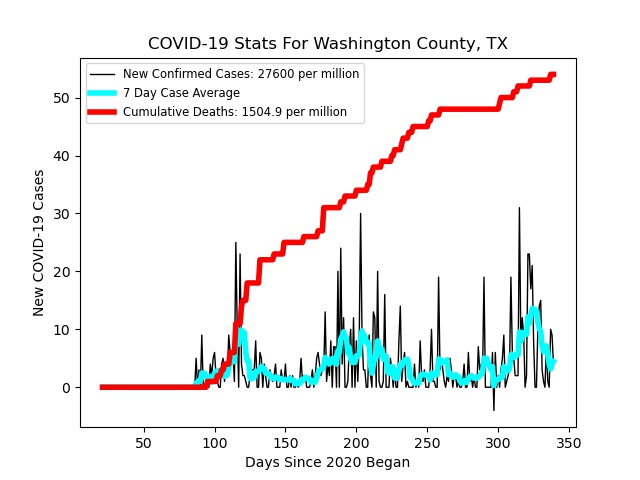 COVID-19 Stats For Washington County, TX
New Confirmed Cases: 27600 per million
7 Day Case Average
Cumulative Deaths: 1504.9 per million
New COVID-19 Cases
50
40
30
20
10
0
50 100 150 200 250 300 350
Days Since 2020 Began